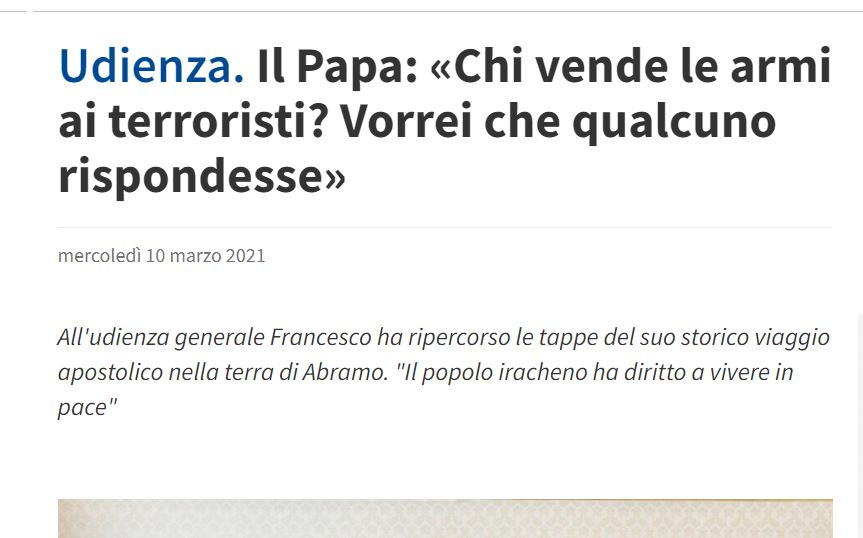 Udienza. Il Papa: «Chi vende le armi
ai terroristi? Vorrei che qualcuno
rispondesse»
mercoledì 10 marzo 2021
All'udienza generale Francesco ha ripercorso le tappe del suo storico viaggio
apostolico nella terra di Abramo. "Il popolo iracheno ha diritto a vivere in
pace"